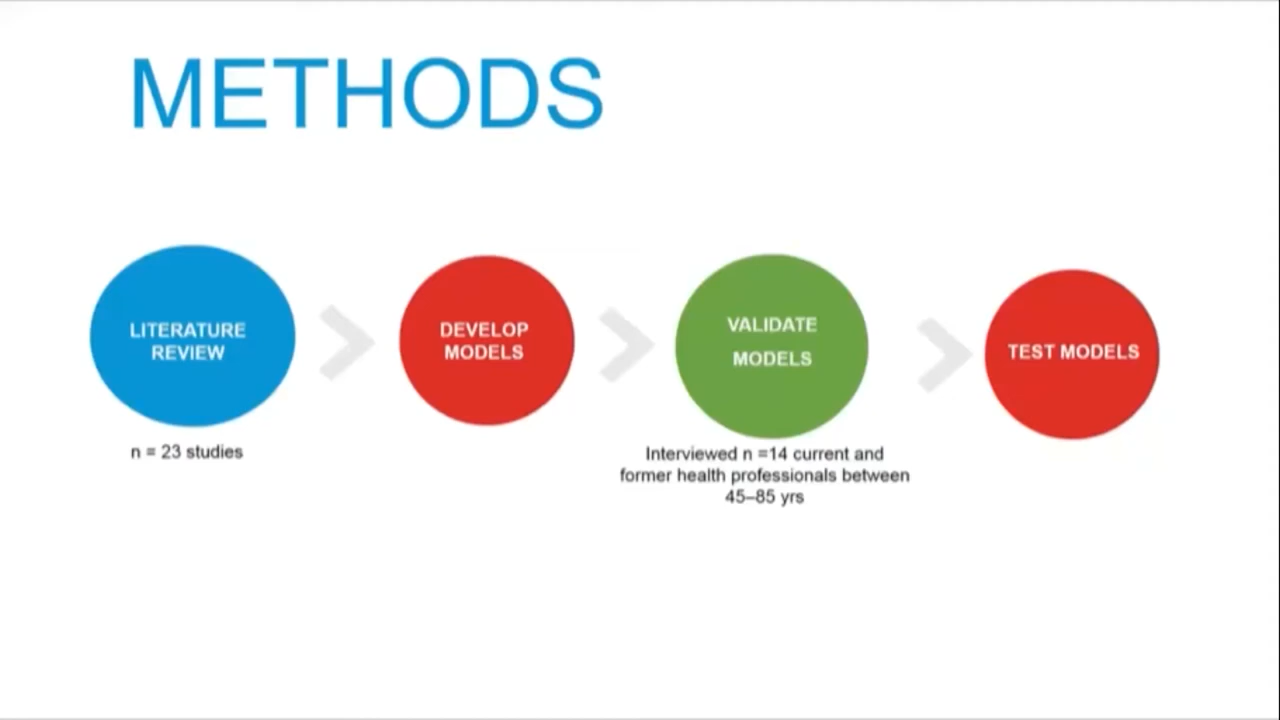 METHODS
LITERATURE
REVIEW
n = 23 studies
DEVELOP
MODELS
VALIDATE
MODELS
Interviewed n =14 current and
former health professionals between
45–85 yrs
TEST MODELS